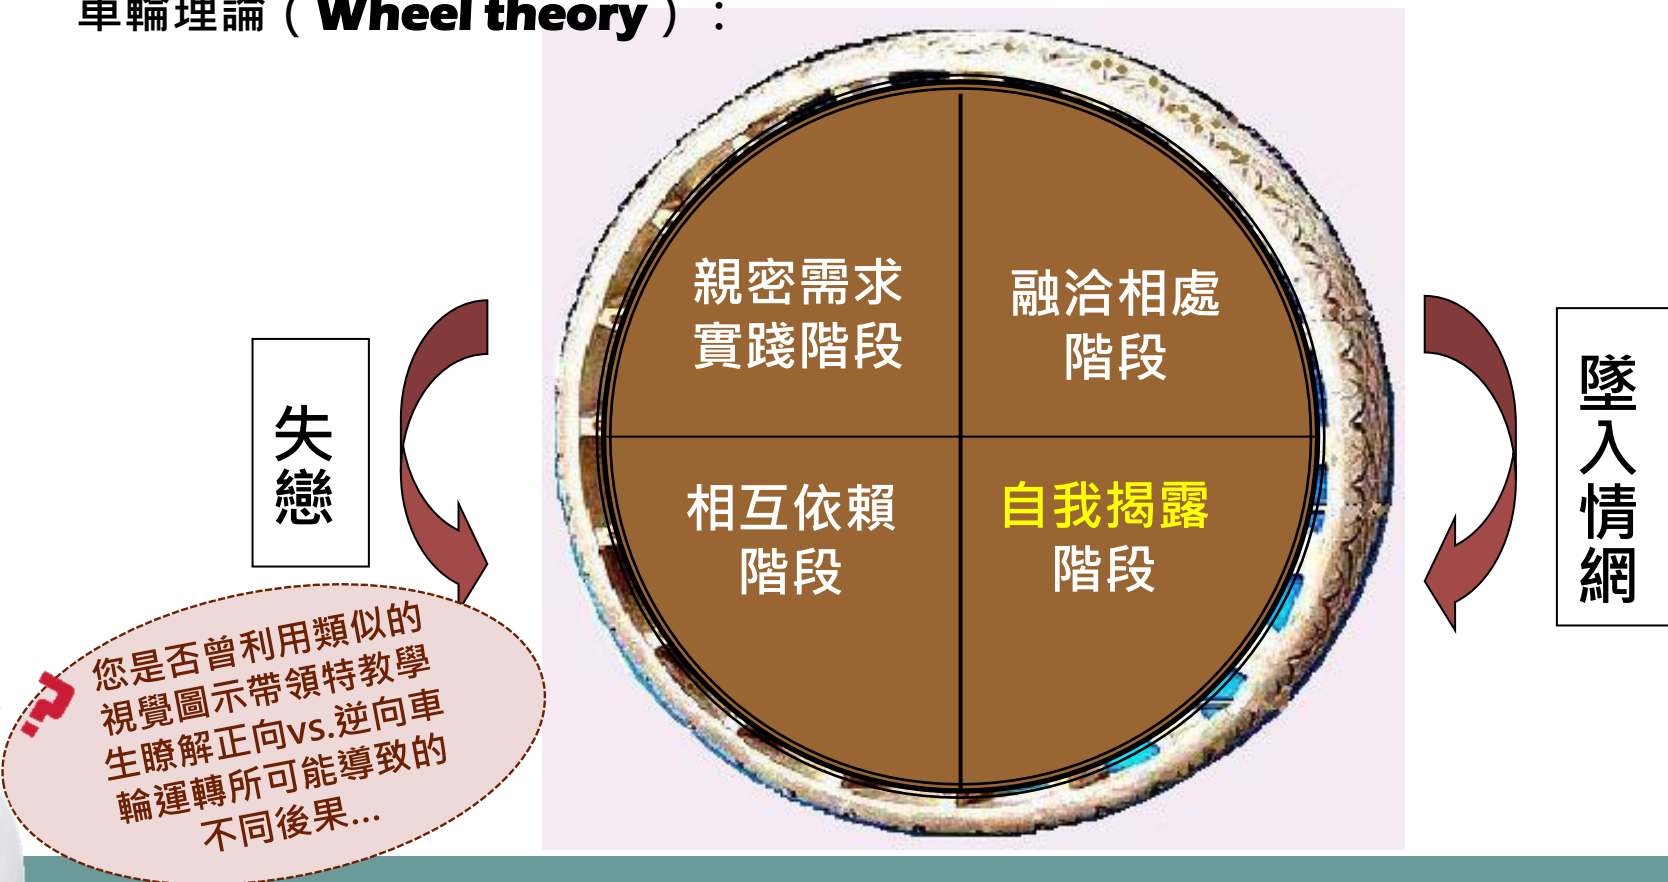 車輪理論（Wheel theory）：
親密需求
實踐階段
融洽相處
階段
相互依賴
階段
自我揭露
階段
失戀
墜入情網
您是否曾利用類似的
視覺圖示帶領特教學
生瞭解正向vs.逆向車
輪運轉所可能導致的
不同後果...
?